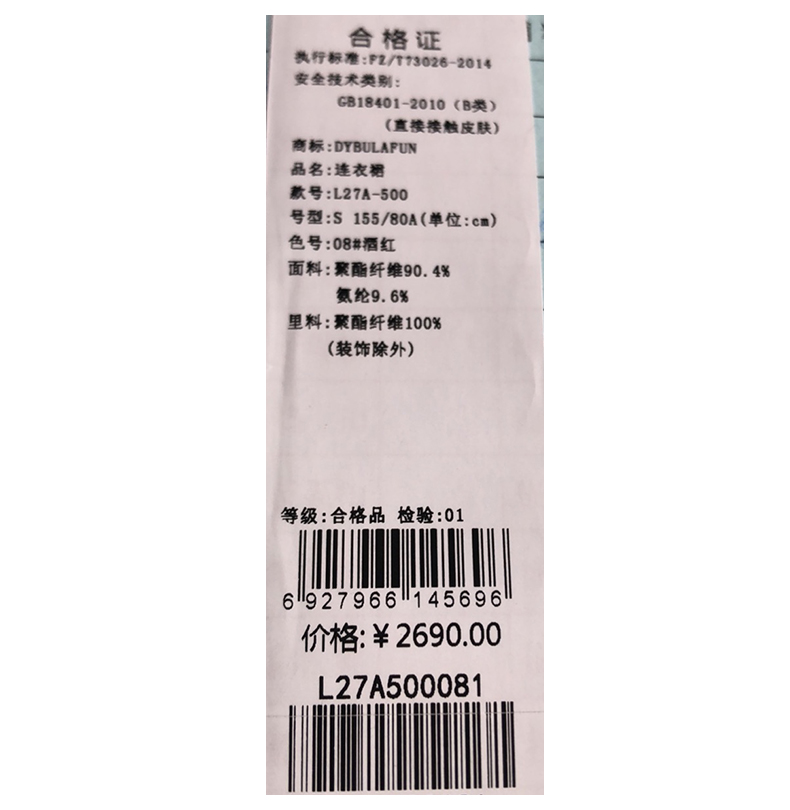 合格证
执行标准:FZ/T73026-2014
安全技术类别:
GB18401-2010（B类）
(直接接触皮肤)
商标:DYBULAFUN
品名:连衣裙
款号:L27A-500
号型:S 155/80A(单位:cm)
色号:08#酒红
面料:聚酯纤维90.4%
氨纶9.6%
里料:聚酯纤维100%
(装饰除外)
等级:合格品 检验:01
6 927966 145696
价格:¥2690.00
L27A500081